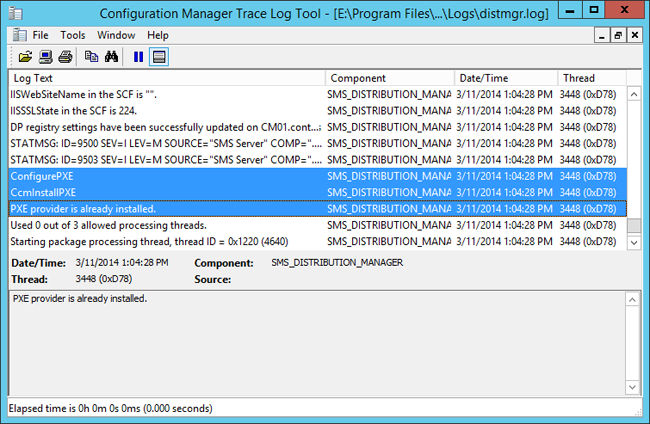 Configuration Manager Trace Log Tool - [E:\Program Files\...\Logs\distmgr.log]
File Tools Window Help
Log Text Component Date/Time Thread
IISWebSiteName in the SCF is "". SMS_DISTRIBUTION_MANA 3/11/2014 1:04:28 PM 3448 (0xD78)
IISSSLState in the SCF is 224. SMS_DISTRIBUTION_MANA 3/11/2014 1:04:28 PM 3448 (0xD78)
DP registry settings have been successfully updated on CM01.cont... SMS_DISTRIBUTION_MANA 3/11/2014 1:04:28 PM 3448 (0xD78)
STATMSG: ID=9500 SEV=I LEV=M SOURCE="SMS Server" COMP="... SMS_DISTRIBUTION_MANA 3/11/2014 1:04:28 PM 3448 (0xD78)
STATMSG: ID=9503 SEV=I LEV=M SOURCE="SMS Server" COMP="... SMS_DISTRIBUTION_MANA 3/11/2014 1:04:28 PM 3448 (0xD78)
ConfigurePXE SMS_DISTRIBUTION_MANA 3/11/2014 1:04:28 PM 3448 (0xD78)
CcmInstallPXE SMS_DISTRIBUTION_MANA 3/11/2014 1:04:28 PM 3448 (0xD78)
PXE provider is already installed. SMS_DISTRIBUTION_MANA 3/11/2014 1:04:28 PM 3448 (0xD78)
Used 0 out of 3 allowed processing threads. SMS_DISTRIBUTION_MANA 3/11/2014 1:04:28 PM 3448 (0xD78)
Starting package processing thread, thread ID = 0x1220 (4640) SMS_DISTRIBUTION_MANA 3/11/2014 1:04:28 PM 3448 (0xD78)
Date/Time: 3/11/2014 1:04:28 PM Component: SMS_DISTRIBUTION_MANAGER
Thread: 3448 (0xD78) Source:
PXE provider is already installed.
Elapsed time is 0h 0m 0s 0ms (0.000 seconds)